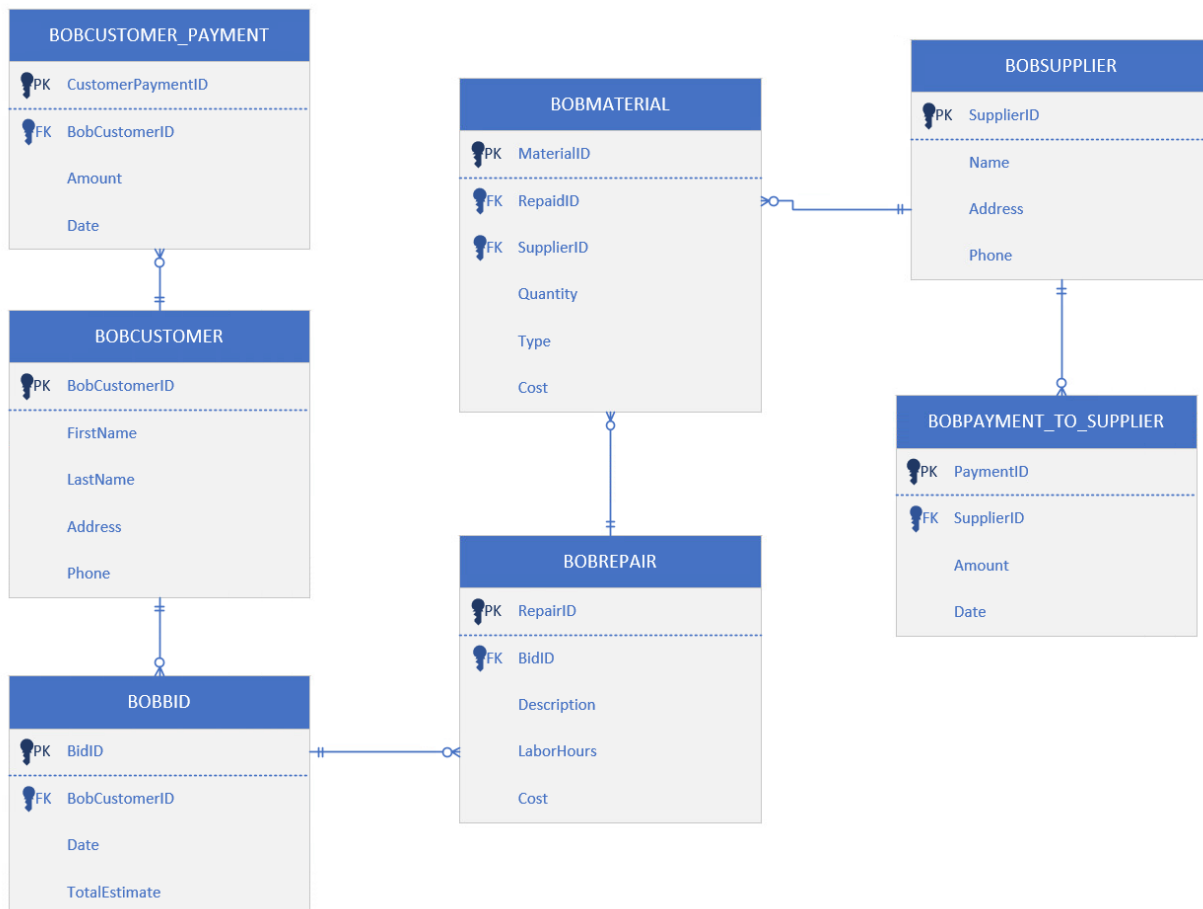 BOBCUSTOMER_PAYMENT
PK CustomerPaymentID
FK BobCustomerID
Amount
Date
BOBCUSTOMER
PK BobCustomerID
FirstName
LastName
Address
Phone
BOBBID
PK BidID
FK BobCustomerID
Date
TotalEstimate
BOBMATERIAL
PK MaterialID
FK RepaidID
FK SupplierID
Quantity
Type
Cost
BOBREPAIR
PK RepairID
FK BidID
Description
LaborHours
Cost
BOBSUPPLIER
PK SupplierID
Name
Address
Phone
BOBPAYMENT_TO_SUPPLIER
PK PaymentID
FK SupplierID
Amount
Date